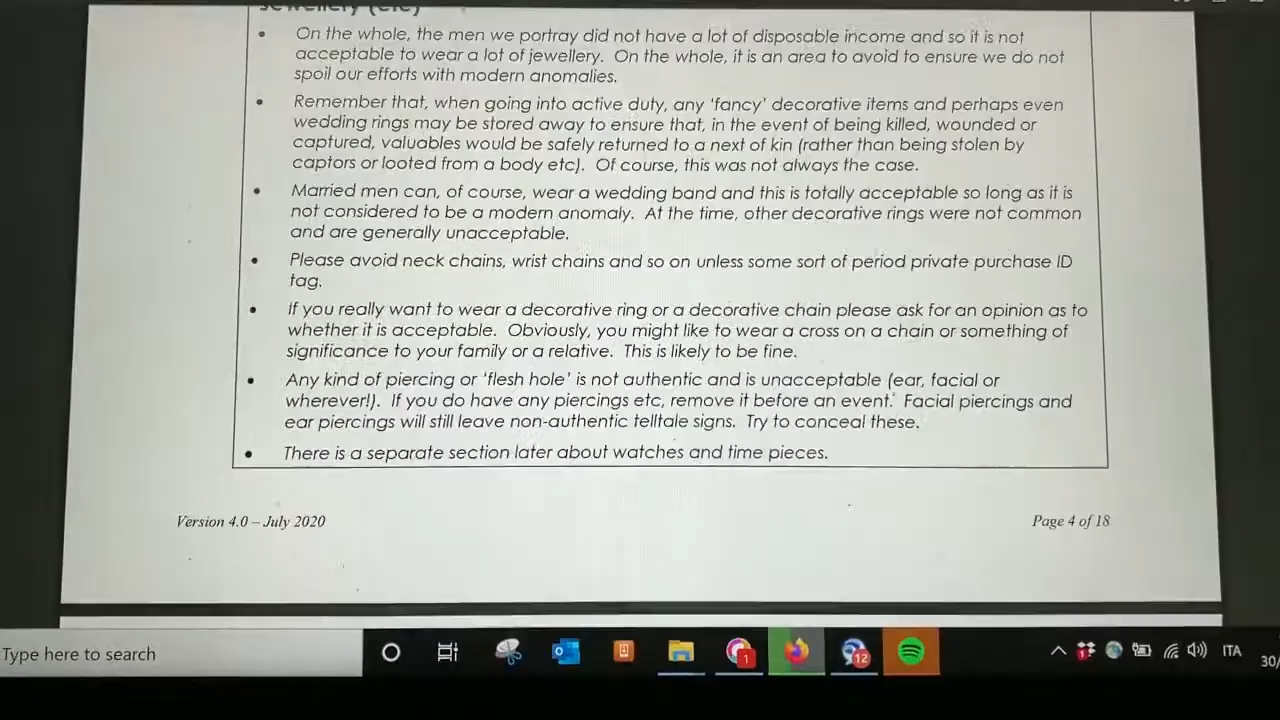 Jewellery (etc)
• On the whole, the men we portray did not have a lot of disposable income and so it is not
acceptable to wear a lot of jewellery. On the whole, it is an area to avoid to ensure we do not
spoil our efforts with modern anomalies.
• Remember that, when going into active duty, any 'fancy' decorative items and perhaps even
wedding rings may be stored away to ensure that, in the event of being killed, wounded or
captured, valuables would be safely returned to a next of kin (rather than being stolen by
captors or looted from a body etc). Of course, this was not always the case.
• Married men can, of course, wear a wedding band and this is totally acceptable so long as it is
not considered to be a modern anomaly. At the time, other decorative rings were not common
and are generally unacceptable.
• Please avoid neck chains, wrist chains and so on unless some sort of period private purchase ID
tag.
• If you really want to wear a decorative ring or a decorative chain please ask for an opinion as to
whether it is acceptable. Obviously, you might like to wear a cross on a chain or something of
significance to your family or a relative. This is likely to be fine.
• Any kind of piercing or 'flesh hole' is not authentic and is unacceptable (ear, facial or
wherever!). If you do have any piercings etc, remove it before an event. Facial piercings and
ear piercings will still leave non-authentic telltale signs. Try to conceal these.
• There is a separate section later about watches and time pieces.
Version 4.0 – July 2020 Page 4 of 18
Type here to search
1
12
1
ITA
30/